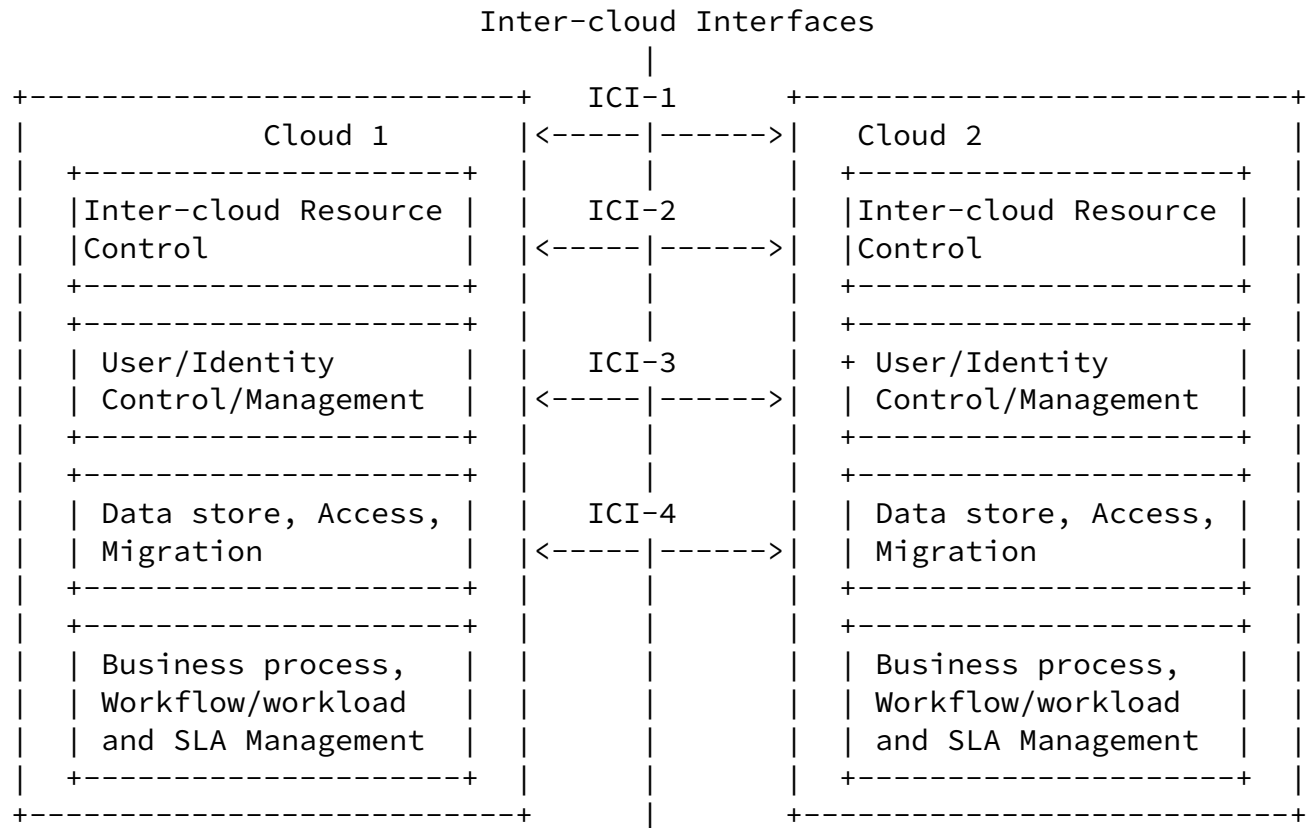 Inter-cloud Interfaces
ICI-1
Cloud 1 Cloud 2
Inter-cloud Resource ICI-2 Inter-cloud Resource
Control Control
User/Identity ICI-3 User/Identity
Control/Management Control/Management
Data store, Access, ICI-4 Data store, Access,
Migration Migration
Business process, Business process,
Workflow/workload Workflow/workload
and SLA Management and SLA Management